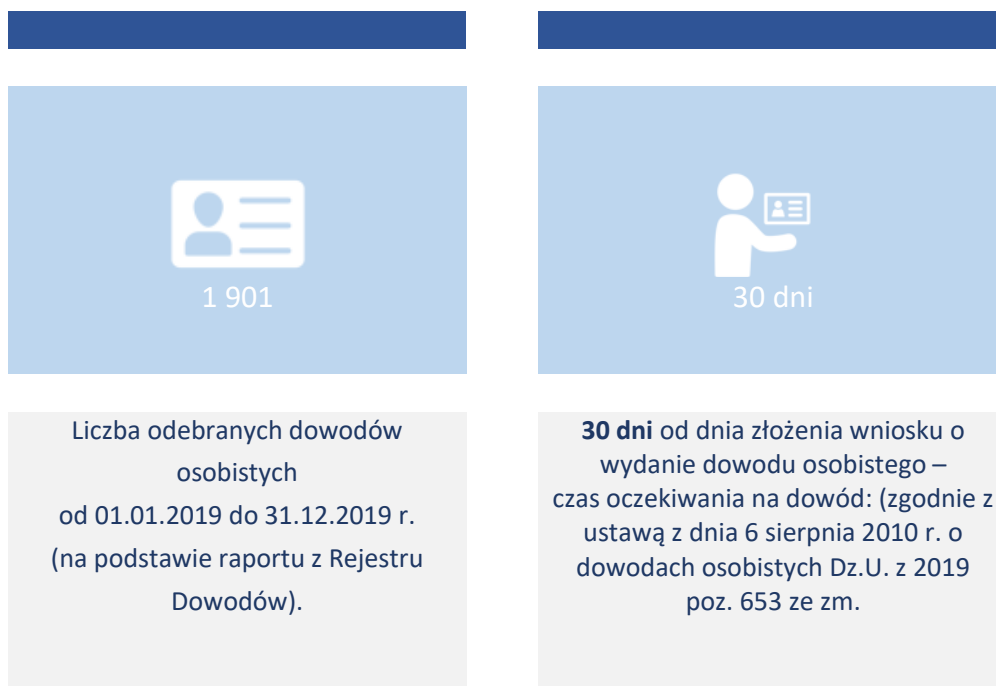 1 901
Liczba odebranych dowodów
osobistych
od 01.01.2019 do 31.12.2019 r.
(na podstawie raportu z Rejestru
Dowodów).
30 dni
30 dni od dnia złożenia wniosku o
wydanie dowodu osobistego –
czas oczekiwania na dowód: (zgodnie z
ustawą z dnia 6 sierpnia 2010 r. o
dowodach osobistych Dz.U. z 2019
poz. 653 ze zm.